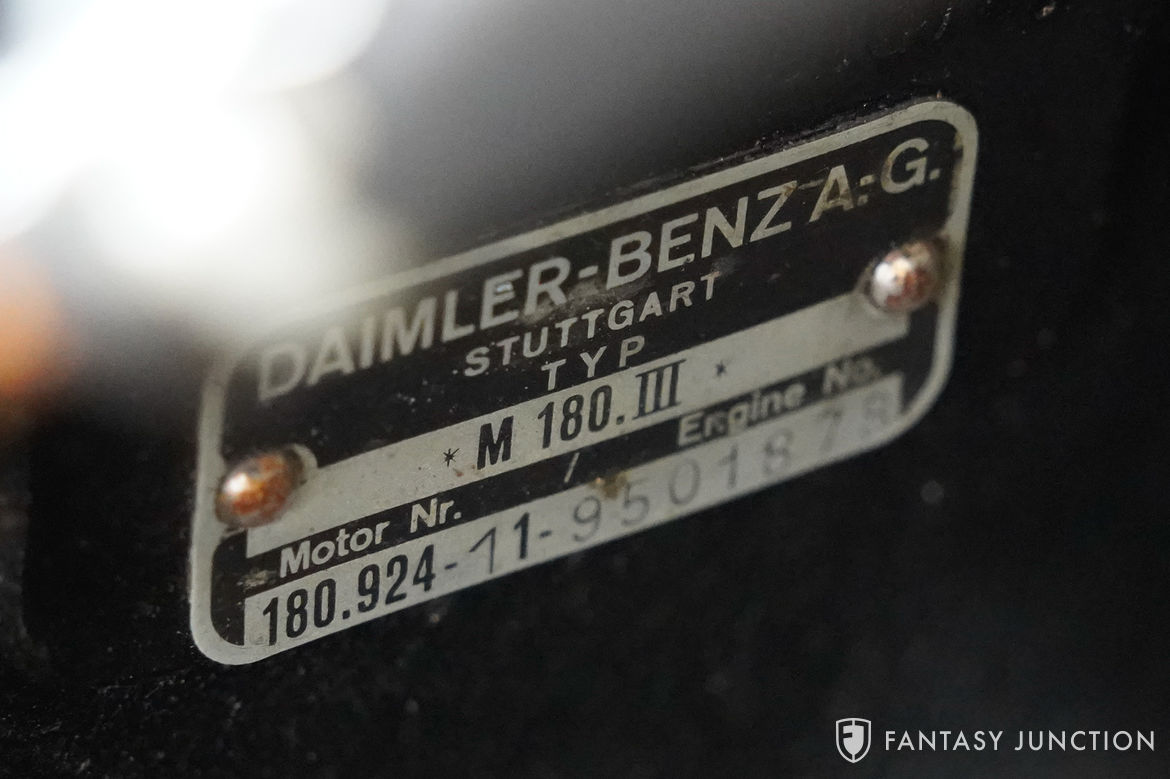 DAIMLER-BENZ A.-G.
STUTTGART
TYP
* M 180.III *
Motor Nr. / Engine No.
180.924-11-9501878
FANTASY JUNCTION